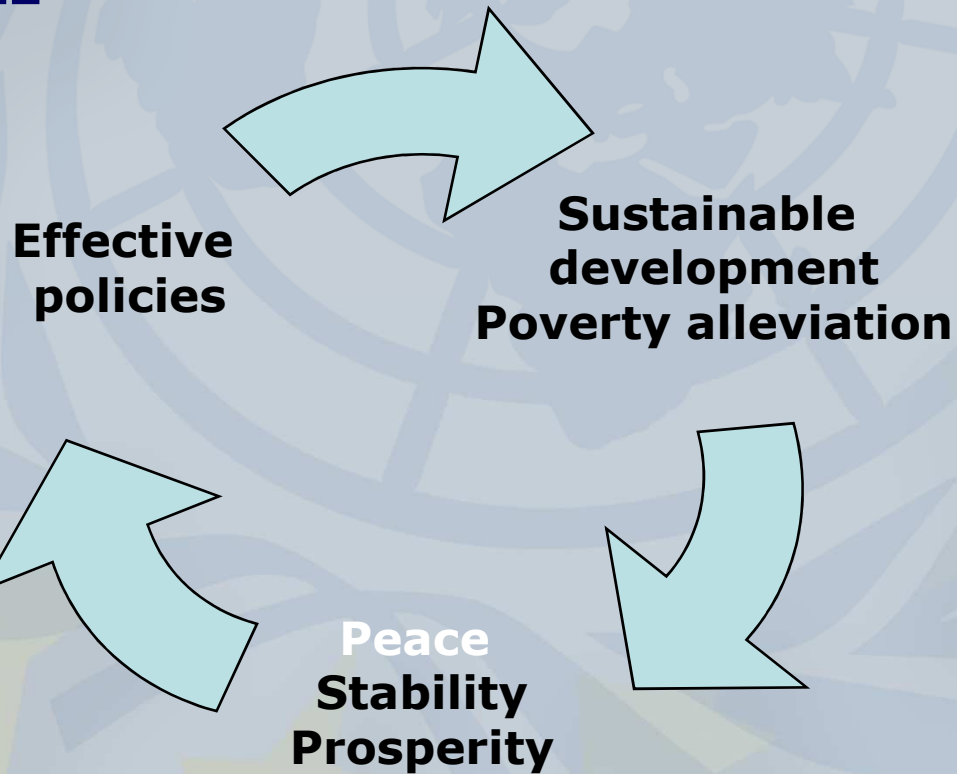 Effective
policies
Sustainable
development
Poverty alleviation
Peace
Stability
Prosperity